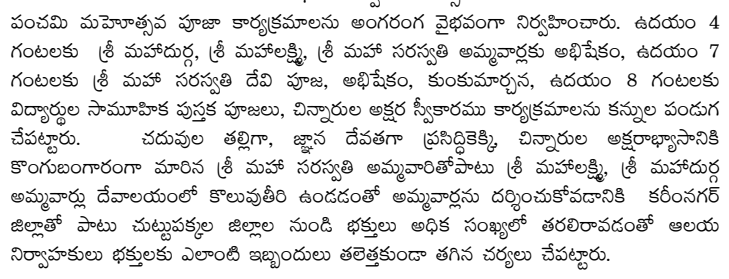 పంచమి మహెూత్సవ పూజా కార్యక్రమాలను అంగరంగ వైభవంగా నిర్వహించారు. ఉదయం 4
గంటలకు శ్రీ మహాదుర్గ, శ్రీ మహాలక్ష్మి, శ్రీ మహా సరస్వతి అమ్మవార్లకు అభిషేకం, ఉదయం 7
గంటలకు శ్రీ మహా సరస్వతి దేవి పూజ, అభిషేకం, కుంకుమార్చన, ఉదయం 8 గంటలకు
విద్యార్థుల సామూహిక పుస్తక పూజలు, చిన్నారుల అక్షర స్వీకారము కార్యక్రమాలను కన్నుల పండుగ
చేపట్టారు. చదువుల తల్లిగా, జ్ఞాన దేవతగా ప్రసిద్ధికెక్కి, చిన్నారుల అక్షరాభ్యాసానికి
కొంగుబంగారంగా మారిన శ్రీ మహా సరస్వతి అమ్మవారితోపాటు శ్రీ మహాలక్ష్మి, శ్రీ మహాదుర్గ
అమ్మవార్లు దేవాలయంలో కొలువుతీరి ఉండడంతో అమ్మవార్లను దర్శించుకోవడానికి కరీంనగర్
జిల్లాతో పాటు చుట్టుపక్కల జిల్లాల నుండి భక్తులు అధిక సంఖ్యలో తరలిరావడంతో ఆలయ
నిర్వాహకులు భక్తులకు ఎలాంటి ఇబ్బందులు తలెత్తకుండా తగిన చర్యలు చేపట్టారు.